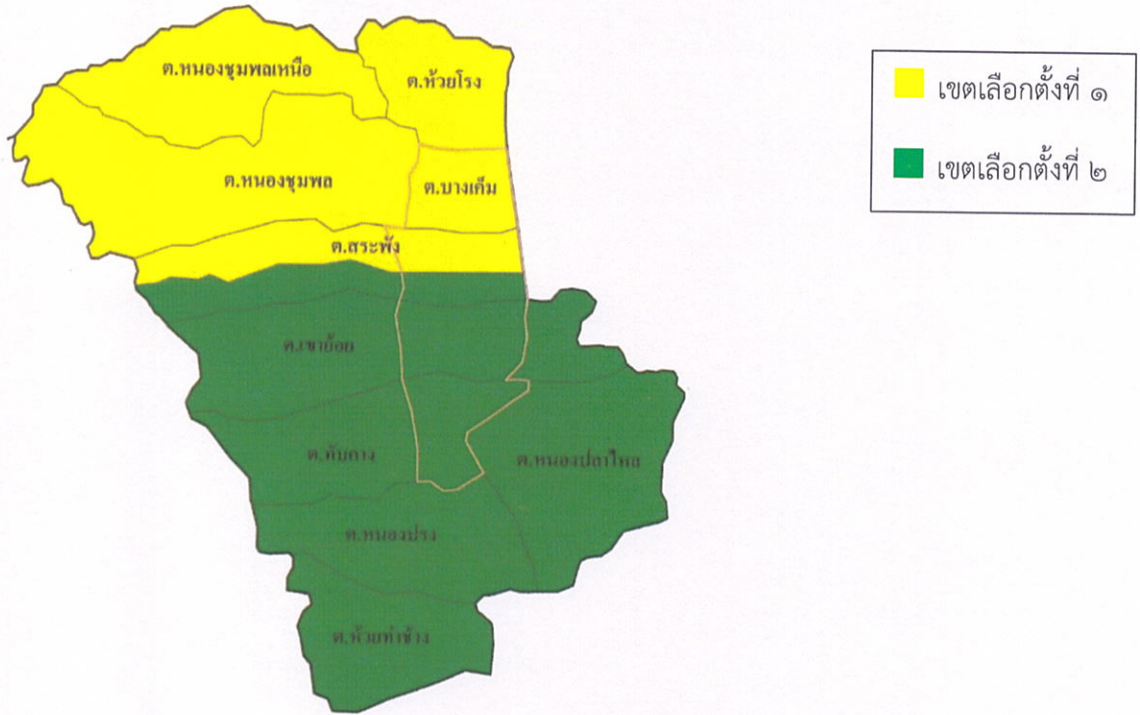 ต.หนองชุมพลเหนือ
ต.ห้วยโรง
เขตเลือกตั้งที่ ๑
เขตเลือกตั้งที่ ๒
ต.หนองชุมพล
ต.บางเค็ม
ต.สระพัง
ต.เขาย้อย
ต.ทับคาง
ต.หนองปลาไหล
ต.หนองปรง
ต.ห้วยท่าช้าง